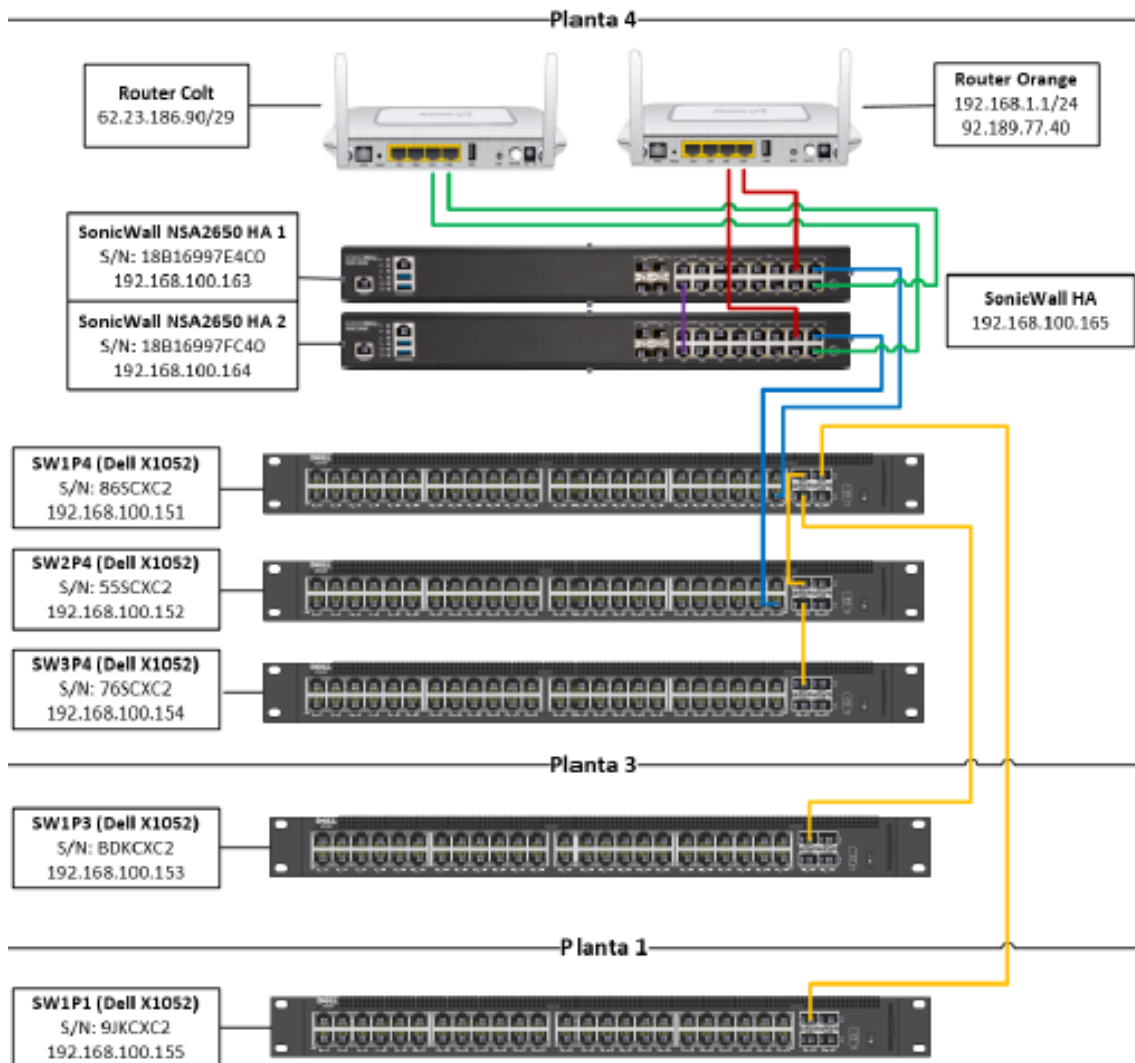 Planta 4
Router Colt
62.23.186.90/29
Router Orange
192.168.1.1/24
92.189.77.40
SonicWall NSA2650 HA 1
S/N: 18B16997E4C0
192.168.100.163
SonicWall NSA2650 HA 2
S/N: 18B16997FC40
192.168.100.164
SonicWall HA
192.168.100.165
SW1P4 (Dell X1052)
S/N: 86SCXC2
192.168.100.151
SW2P4 (Dell X1052)
S/N: 55SCXC2
192.168.100.152
SW3P4 (Dell X1052)
S/N: 76SCXC2
192.168.100.154
Planta 3
SW1P3 (Dell X1052)
S/N: BDKCXC2
192.168.100.153
Planta 1
SW1P1 (Dell X1052)
S/N: 9JKCXC2
192.168.100.155